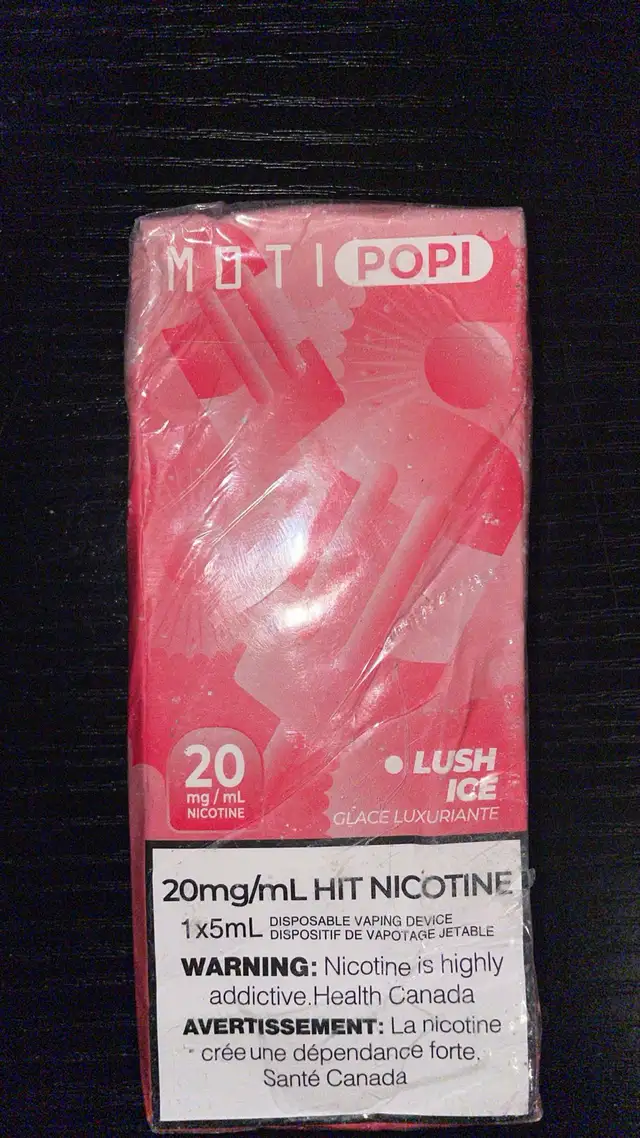 MOTI POPI
20
mg / mL
NICOTINE
LUSH
ICE
GLACE LUXURIANTE
20mg/mL HIT NICOTINE
1x5mL DISPOSABLE VAPING DEVICE
DISPOSITIF DE VAPOTAGE JETABLE
WARNING: Nicotine is highly
addictive.Health Canada
AVERTISSEMENT: La nicotine
crée une dépendance forte.
Santé Canada